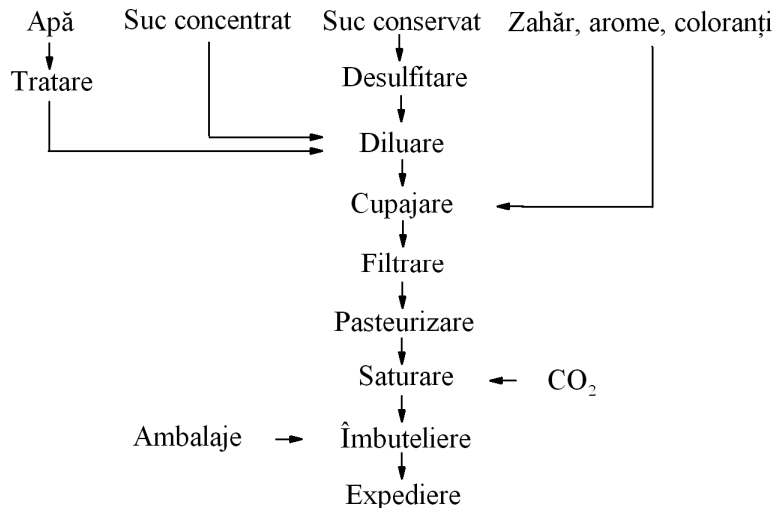 Apă Suc concentrat Suc conservat Zahăr, arome, coloranți
Tratare Desulfitare
Diluare
Cupajare
Filtrare
Pasteurizare
Saturare CO₂
Ambalaje Îmbuteliere
Expediere